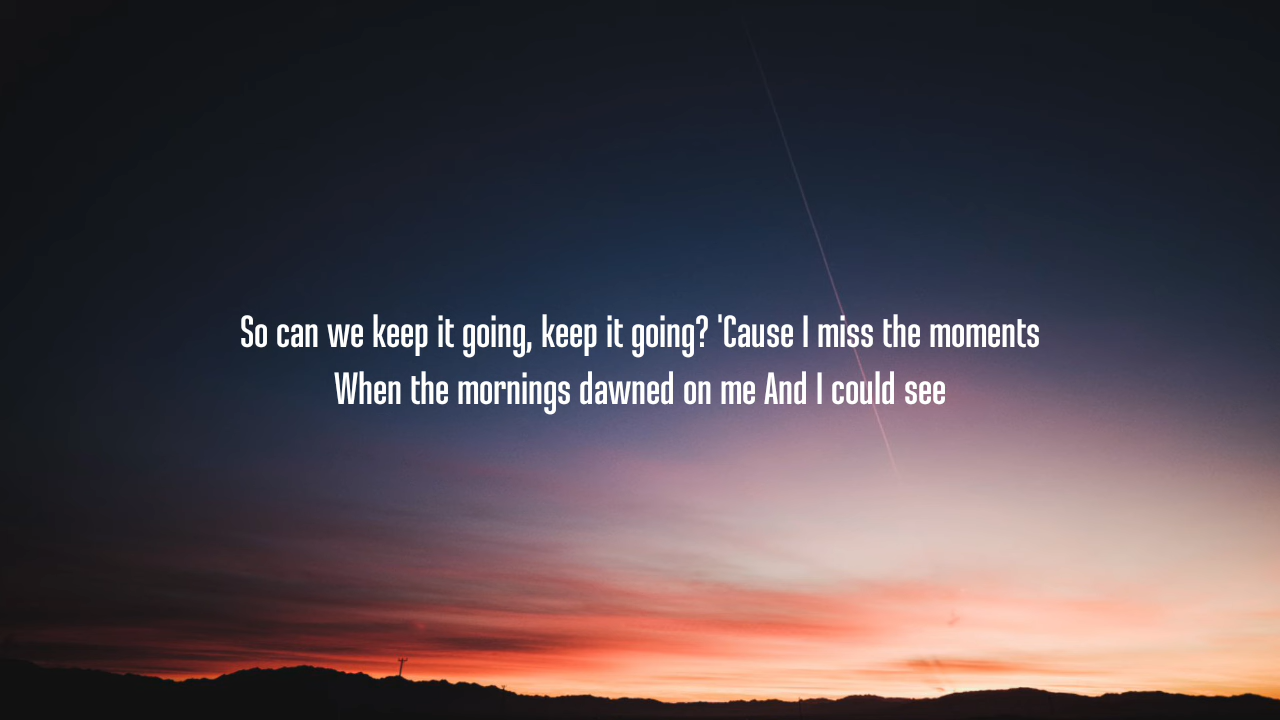 So can we keep it going, keep it going? 'Cause I miss the moments
When the mornings dawned on me And I could see